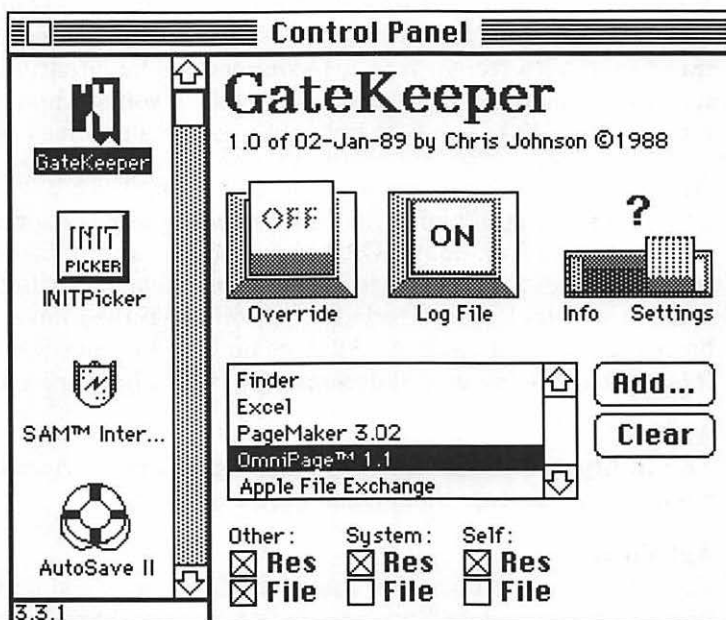 Control Panel
GateKeeper
INIT
PICKER
INITPicker
SAM™ Inter...
AutoSave II
3.3.1
GateKeeper
1.0 of 02-Jan-89 by Chris Johnson ©1988
OFF
Override
ON
Log File
?
Info Settings
Finder
Excel
PageMaker 3.02
OmniPage™ 1.1
Apple File Exchange
Add...
Clear
Other: System: Self:
Res Res Res
File File File